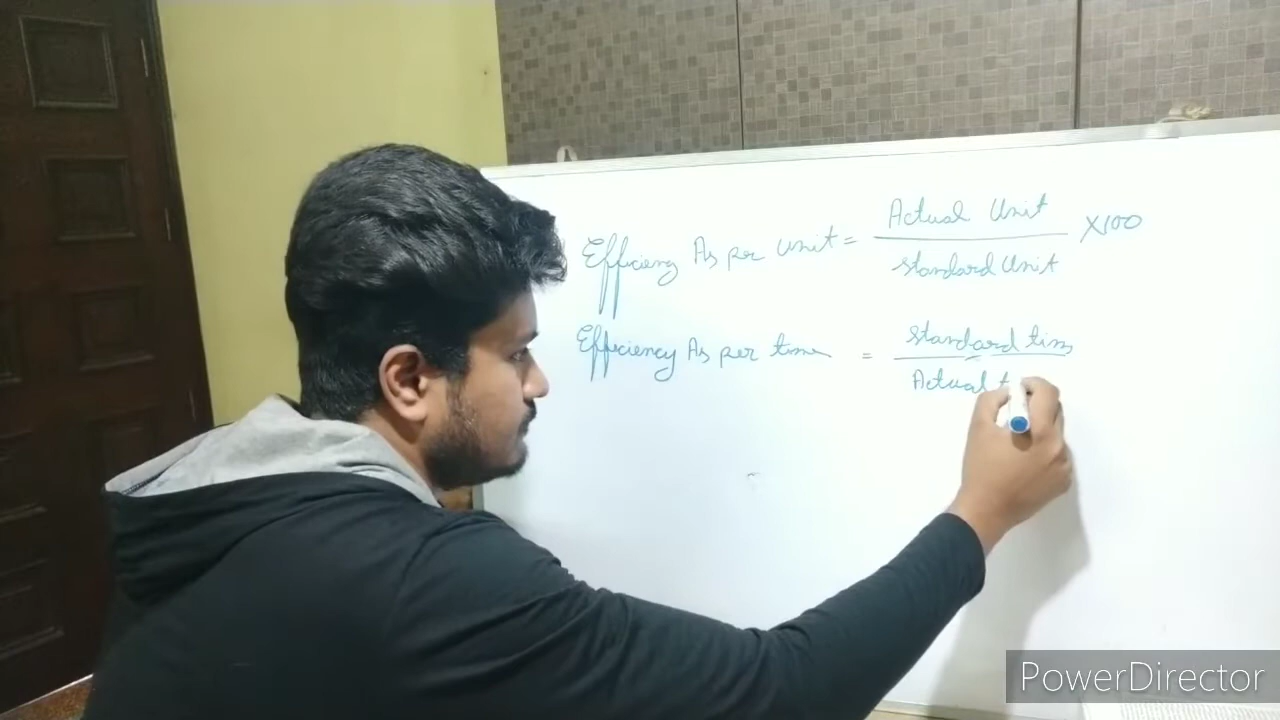 Efficiency As per unit = Actual Unit / Standard Unit X100
Efficiency As per time = Standard time / Actual t
PowerDirector